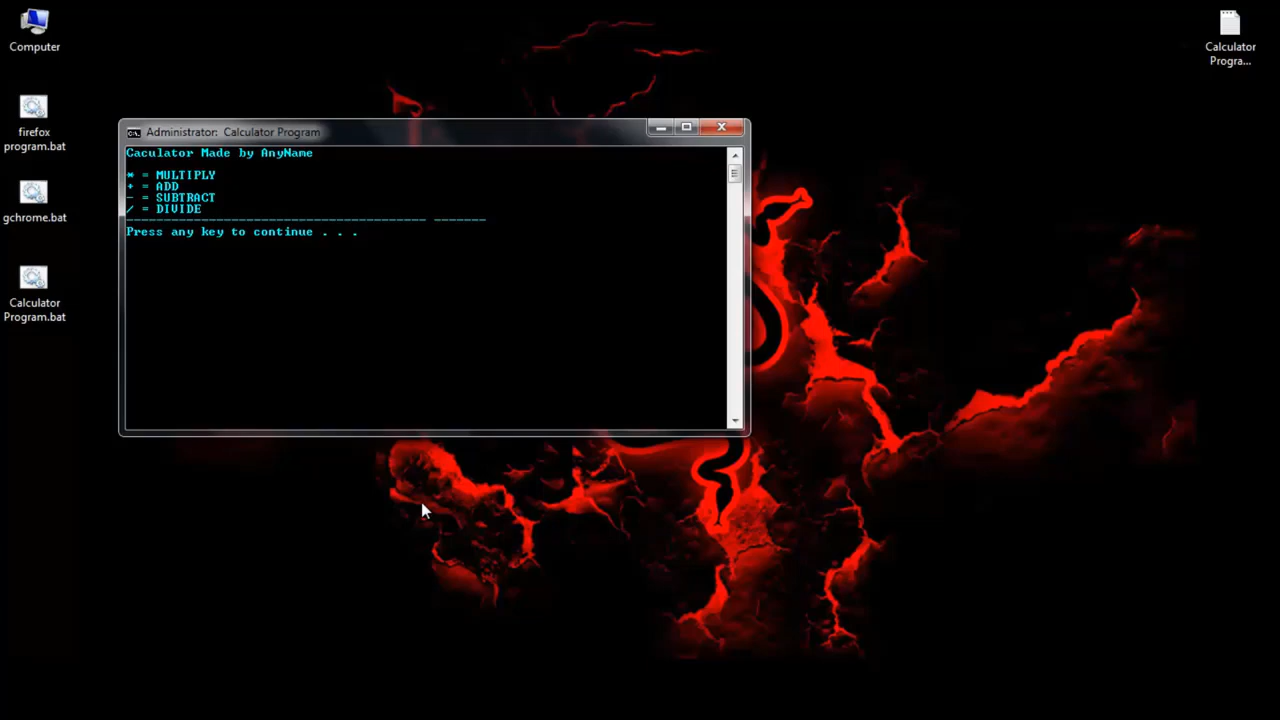 Computer
Calculator
Progra...
firefox
program.bat
gchrome.bat
Calculator
Program.bat
Administrator: Calculator Program
Caculator Made by AnyName
* = MULTIPLY
+ = ADD
- = SUBTRACT
/ = DIVIDE
---------------------------------------- -------
Press any key to continue . . .